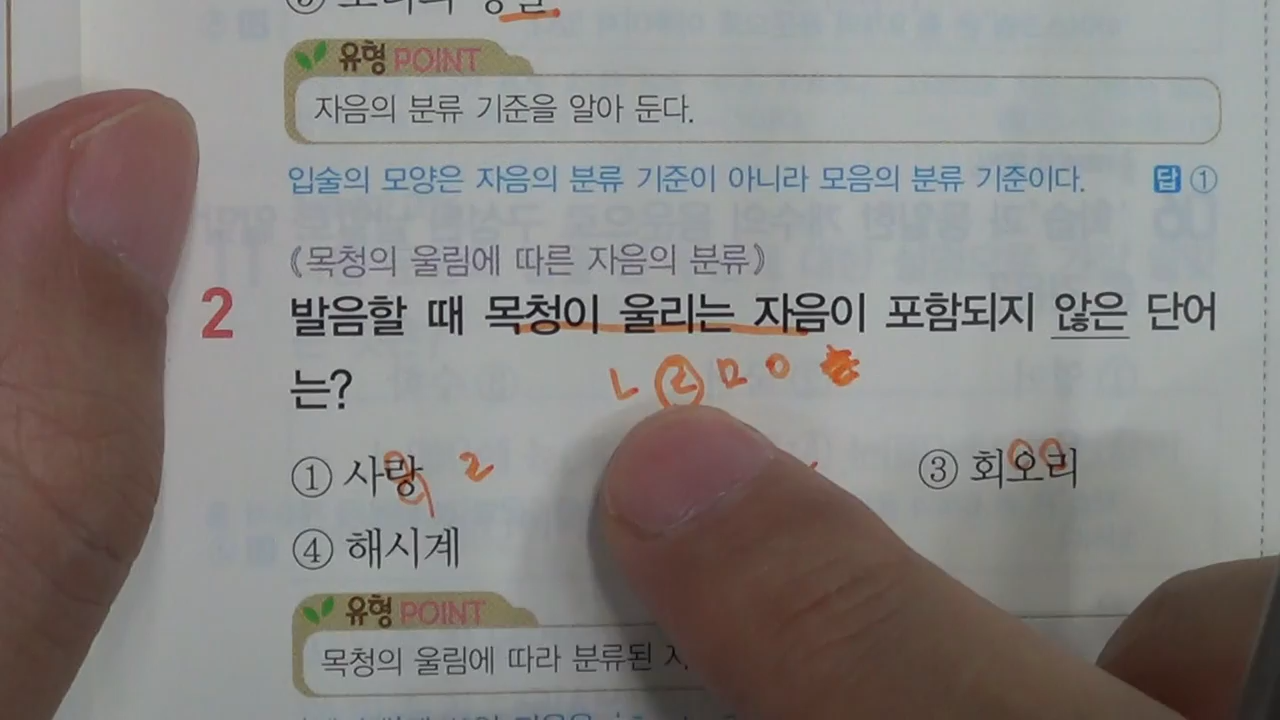 유형 POINT
자음의 분류 기준을 알아 둔다.
입술의 모양은 자음의 분류 기준이 아니라 모음의 분류 기준이다. 답 ①
《목청의 울림에 따른 자음의 분류》
2 발음할 때 목청이 울리는 자음이 포함되지 않은 단어
는?
ㄴ ㄹ ㅁ ㅇ
① 사랑 2 ③ 회오리
④ 해시계
유형 POINT
목청의 울림에 따라 분류된